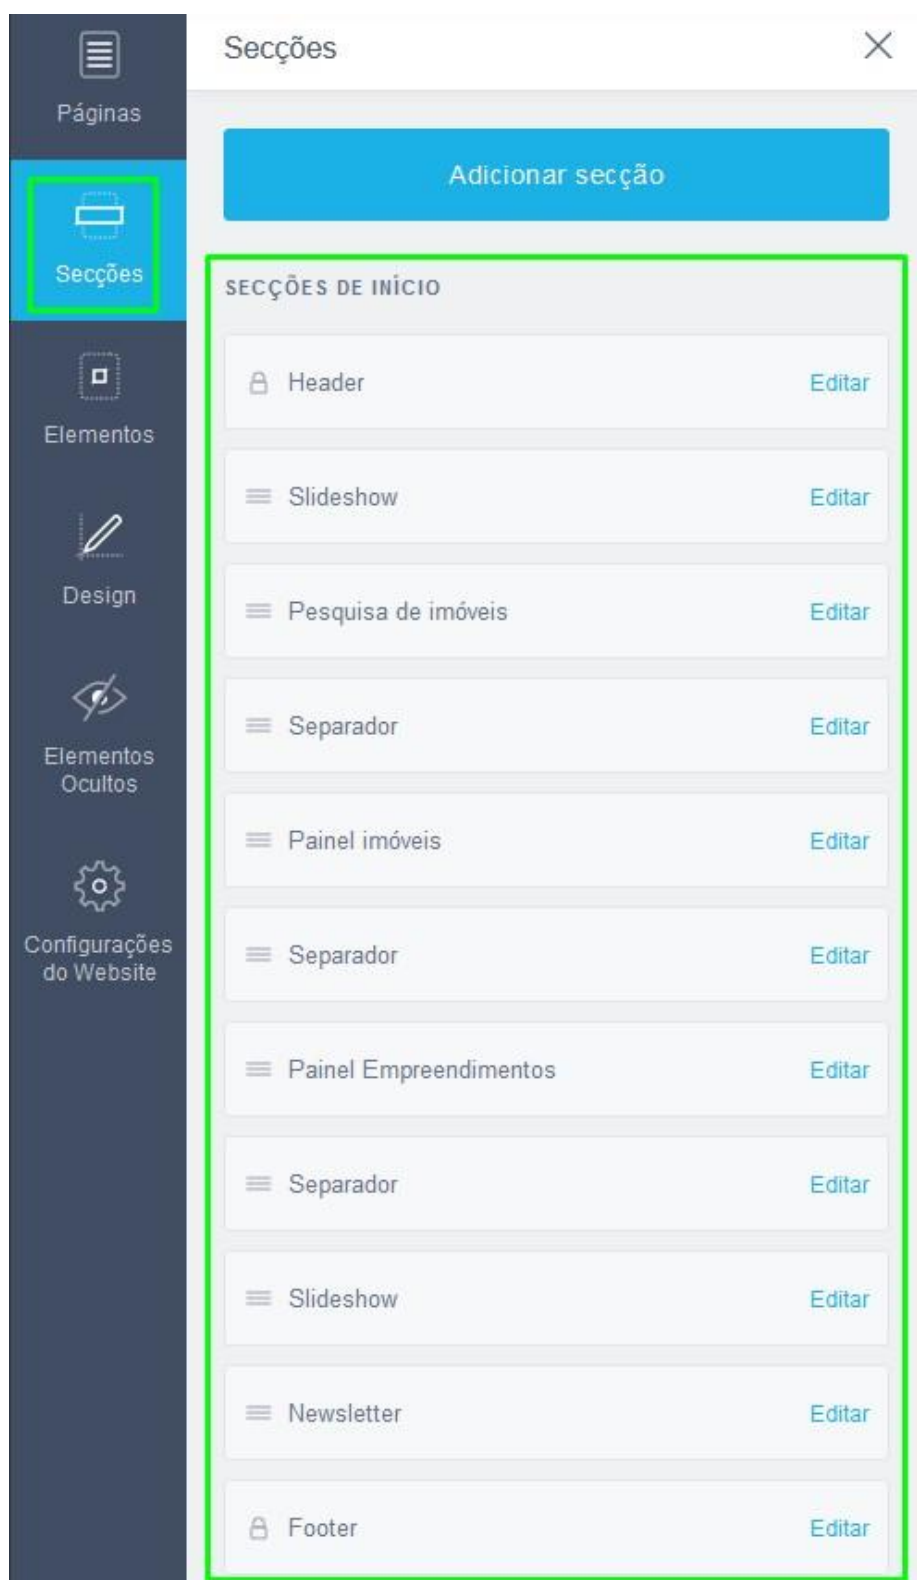 Páginas
Secções
Elementos
Design
Elementos
Ocultos
Configurações
do Website
Secções
Adicionar secção
SECÇÕES DE INÍCIO
Header Editar
Slideshow Editar
Pesquisa de imóveis Editar
Separador Editar
Painel imóveis Editar
Separador Editar
Painel Empreendimentos Editar
Separador Editar
Slideshow Editar
Newsletter Editar
Footer Editar